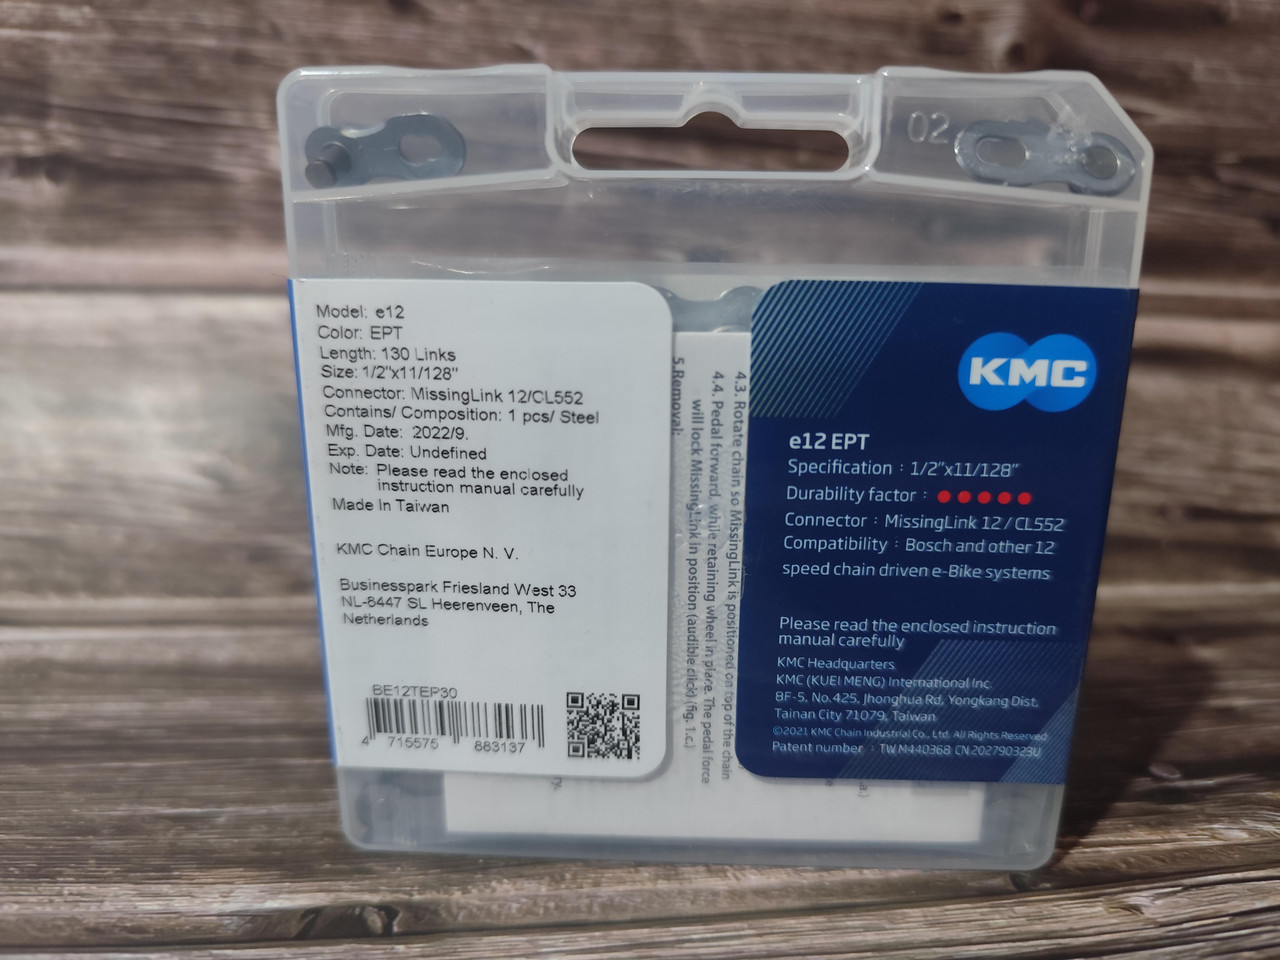 02
Model: e12
Color: EPT
Length: 130 Links
Size: 1/2"x11/128"
Connector: MissingLink 12/CL552
Contains/ Composition: 1 pcs/ Steel
Mfg. Date: 2022/9.
Exp. Date: Undefined
Note: Please read the enclosed
instruction manual carefully
Made In Taiwan
KMC Chain Europe N. V.
Businesspark Friesland West 33
NL-8447 SL Heerenveen, The
Netherlands
BE12TEP30
4 715575 883137
5.Removal:
will lock MissingLink in position (audible click) (fig. 1.c.)
4.4. Pedal forward, while retaining wheel in place. The pedal force
4.3. Rotate chain so MissingLink is positioned on top of the chain
KMC
e12 EPT
Specification : 1/2"x11/128"
Durability factor :
Connector : MissingLink 12 / CL552
Compatibility : Bosch and other 12
speed chain driven e-Bike systems
Please read the enclosed instruction
manual carefully
KMC Headquarters
KMC (KUEI MENG) International Inc.
8F-5, No.425, Jhonghua Rd, Yongkang Dist,
Tainan City 71079, Taiwan
©2021 KMC Chain Industrial Co., Ltd. All Rights Reserved
Patent number : TW M440368 CN 202790323U